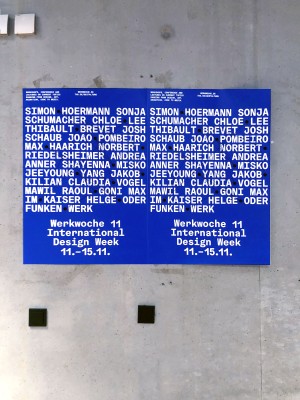 SIMON HOERMANN SONJA
SCHUMACHER CHLOE LEE
THIBAULT BREVET JOSH
SCHAUB JOAO POMBEIRO
MAX HAARICH NORBERT
RIEDELSHEIMER ANDREA
ANNER SHAYENNA MISKO
JEEYOUNG YANG JAKOB
KILIAN CLAUDIA VOGEL
MAWIL RAOUL GONI MAX
IM KAISER HELGE ODER
FUNKEN WERK
Werkwoche 11
International
Design Week
11.–15.11.
SIMON HOERMANN SONJA
SCHUMACHER CHLOE LEE
THIBAULT BREVET JOSH
SCHAUB JOAO POMBEIRO
MAX HAARICH NORBERT
RIEDELSHEIMER ANDREA
ANNER SHAYENNA MISKO
JEEYOUNG YANG JAKOB
KILIAN CLAUDIA VOGEL
MAWIL RAOUL GONI MAX
IM KAISER HELGE ODER
FUNKEN WERK
Werkwoche 11
International
Design Week
11.–15.11.